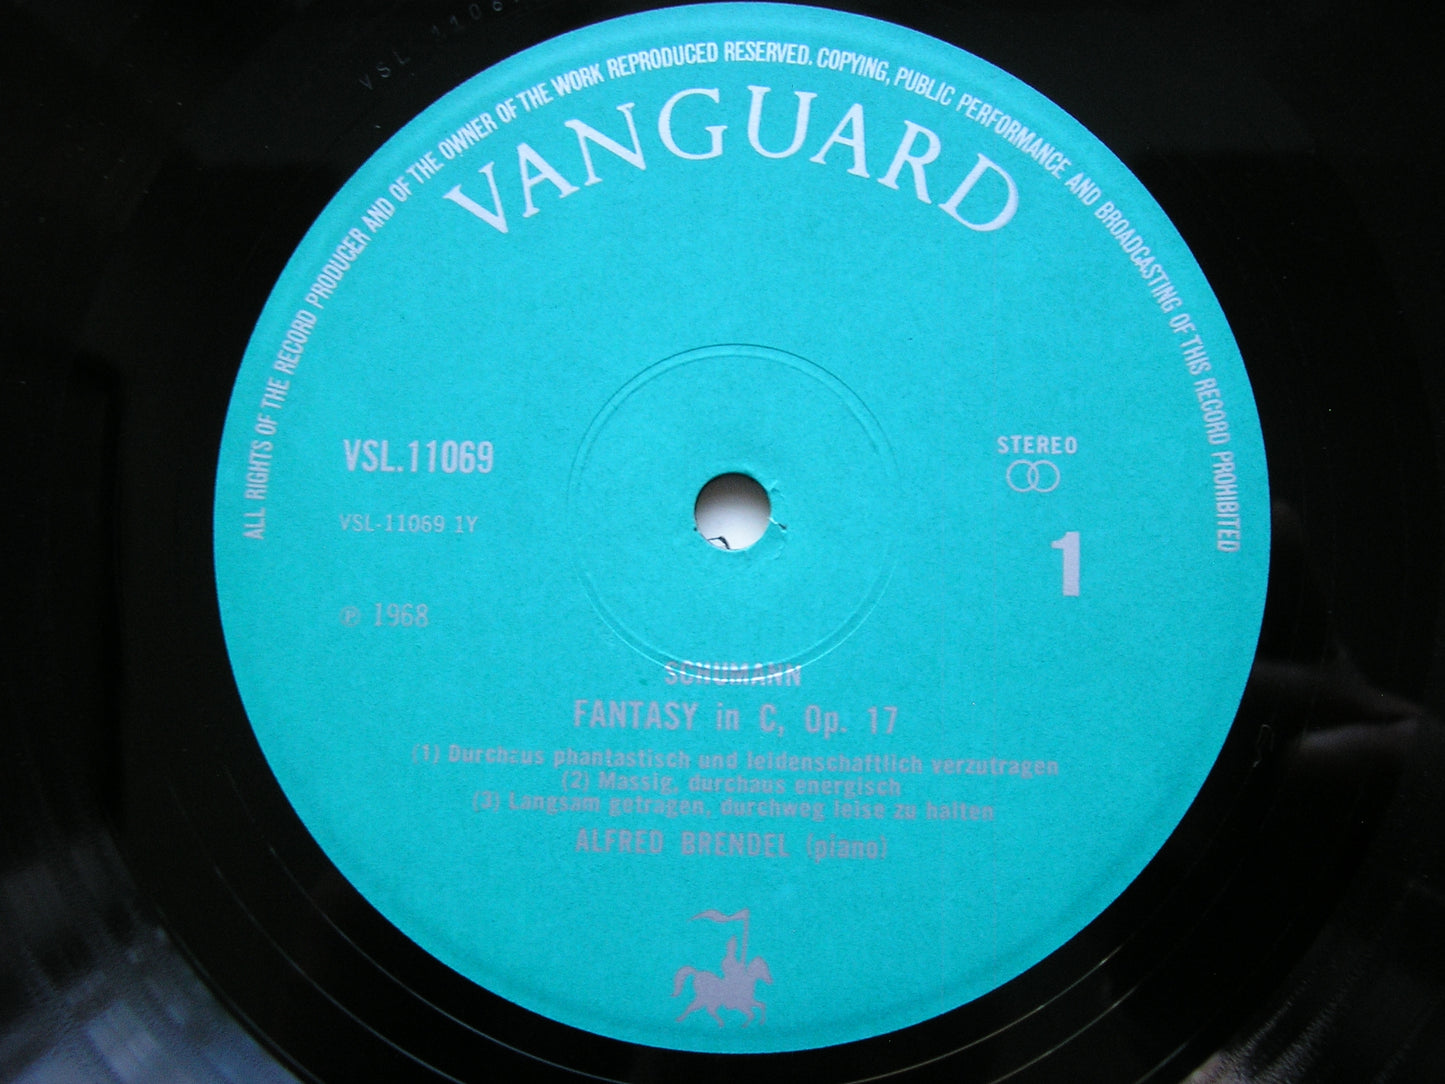 VSL 1106
ALL RIGHTS OF THE RECORD PRODUCER AND OF THE OWNER OF THE WORK REPRODUCED RESERVED. COPYING, PUBLIC PERFORMANCE AND BROADCASTING OF THIS RECORD PROHIBITED
VANGUARD
VSL.11069
STEREO
VSL-11069 1Y
1
℗ 1968
SCHUMANN
FANTASY in C, Op. 17
(1) Durchaus phantastisch und leidenschaftlich verzutragen
(2) Massig, durchaus energisch
(3) Langsam getragen, durchweg leise zu halten
ALFRED BRENDEL (piano)